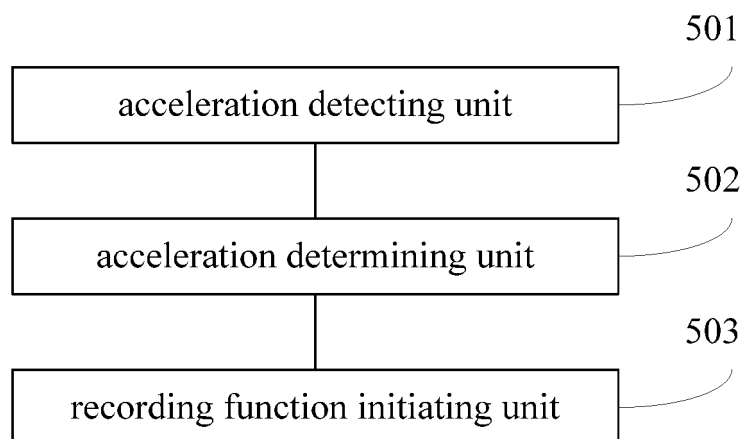 501
acceleration detecting unit
502
acceleration determining unit
503
recording function initiating unit